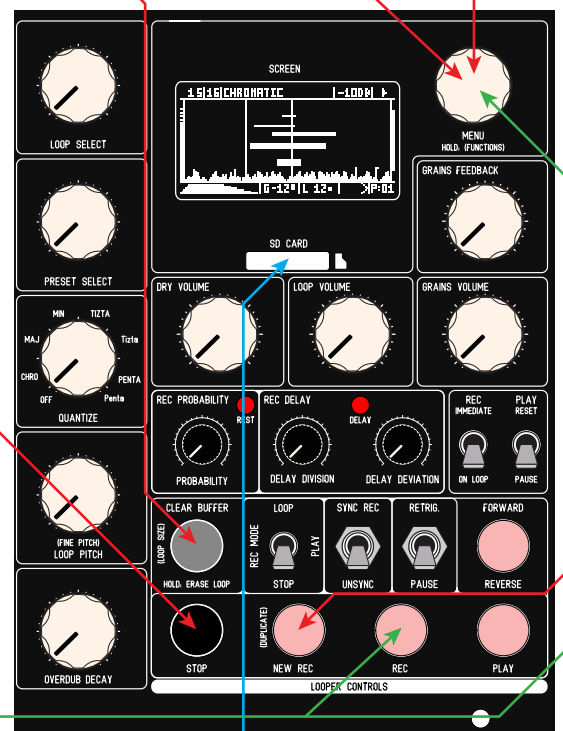 SCREEN
15|16|CHROMATIC
LOOP SELECT
MENU
HOLD: (FUNCTIONS)
GRAINS FEEDBACK
|L 12
P:01
SD CARD
PRESET SELECT
DRY VOLUME
LOOP VOLUME
GRAINS VOLUME
MIN
TIZTA
MAJ
Tizta
CHRO
PENTA
OFF
Penta
QUANTIZE
REC PROBABILITY
REST
PROBABILITY
REC DELAY
DELAY
DELAY DIVISION
DELAY DEVIATION
REC
IMMEDIATE
PLAY
RESET
ON LOOP
PAUSE
(FINE PITCH)
LOOP PITCH
CLEAR BUFFER
(LOOP SIZE)
HOLD: ERASE LOOP
LOOP
REC MODE
PLAY
STOP
SYNC REC
UNSYNC
RETRIG.
PAUSE
FORWARD
REVERSE
OVERDUB DECAY
STOP
(DUPLICATE)
NEW REC
REC
PLAY
LOOPER CONTROLS